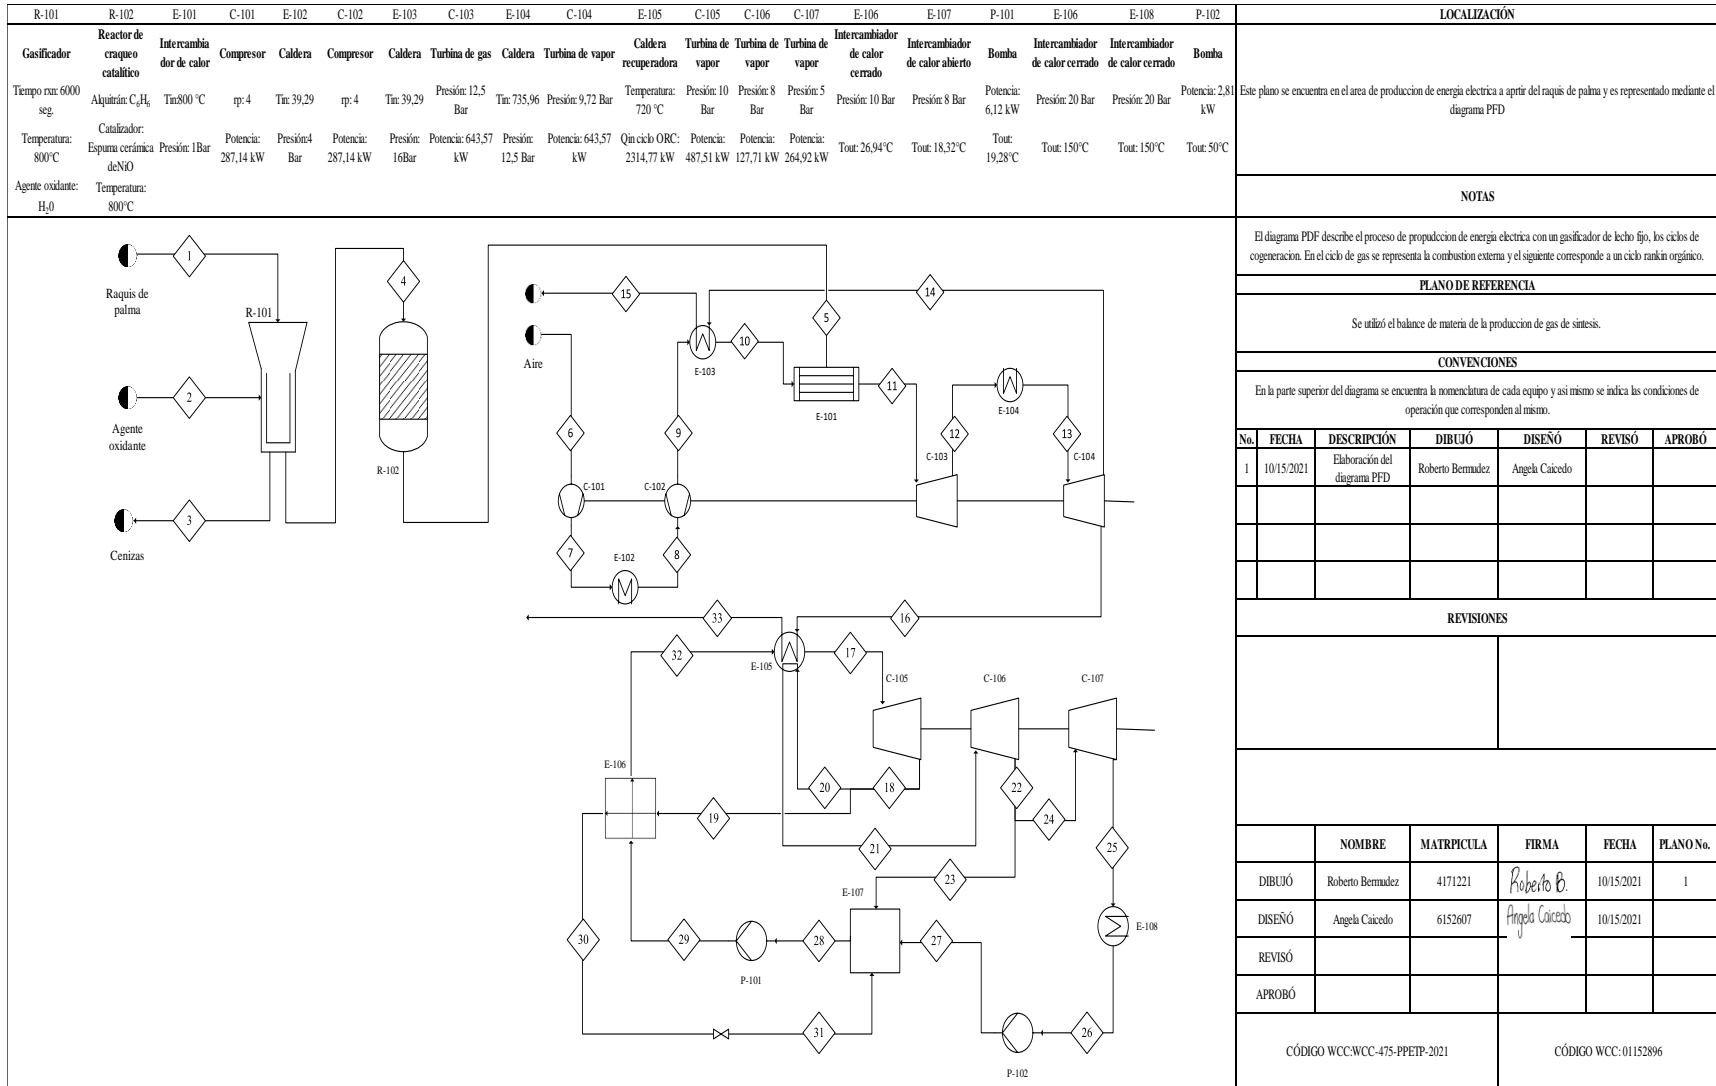 R-101 R-102 E-101 C-101 E-102 C-102 E-103 C-103 E-104 C-104 E-105 C-105 C-106 C-107 E-106 E-107 P-101 E-106 E-108 P-102
Gasificador
Reactor de
craqueo
catalítico
Intercambia
dor de calor
Compresor
Caldera
Compresor
Caldera
Turbina de gas
Caldera
Turbina de vapor
Caldera
recuperadora
Turbina de
vapor
Turbina de
vapor
Turbina de
vapor
Intercambiador
de calor
cerrado
Intercambiador
de calor abierto
Bomba
Intercambiador
de calor cerrado
Intercambiador
de calor cerrado
Bomba
Tiempo rxn: 6000
seg.
Alquitrán: C6H6
Tin:800 °C
rp: 4
Tin: 39,29
rp: 4
Tin: 39,29
Presión: 12,5
Bar
Tin: 735,96
Presión: 9,72 Bar
Temperatura:
720 °C
Presión: 10
Bar
Presión: 8
Bar
Presión: 5
Bar
Presión: 10 Bar
Presión: 8 Bar
Potencia:
6,12 kW
Presión: 20 Bar
Presión: 20 Bar
Potencia: 2,81
kW
Temperatura:
800°C
Catalizador:
Espuma cerámica
deNiO
Presión: 1Bar
Potencia:
287,14 kW
Presión:4
Bar
Potencia:
287,14 kW
Presión:
16Bar
Potencia: 643,57
kW
Presión:
12,5 Bar
Potencia: 643,57
kW
Qin ciclo ORC:
2314,77 kW
Potencia:
487,51 kW
Potencia:
127,71 kW
Potencia:
264,92 kW
Tout: 26,94°C
Tout: 18,32°C
Tout:
19,28°C
Tout: 150°C
Tout: 150°C
Tout: 50°C
Agente oxidante:
H20
Temperatura:
800°C
LOCALIZACIÓN
Este plano se encuentra en el area de produccion de energia electrica a aprtir del raquis de palma y es representado mediante el
diagrama PFD
NOTAS
El diagrama PDF describe el proceso de propudccion de energia electrica con un gasificador de lecho fijo, los ciclos de
cogeneracion. En el ciclo de gas se representa la combustion externa y el siguiente corresponde a un ciclo rankin orgánico.
PLANO DE REFERENCIA
Se utilizó el balance de materia de la produccion de gas de sintesis.
CONVENCIONES
En la parte superior del diagrama se encuentra la nomenclatura de cada equipo y asi mismo se indica las condiciones de
operación que corresponden al mismo.
No. FECHA DESCRIPCIÓN DIBUJÓ DISEÑÓ REVISÓ APROBÓ
1 10/15/2021 Elaboración del
diagrama PFD
Roberto Bermudez Angela Caicedo
REVISIONES
NOMBRE MATRPICULA FIRMA FECHA PLANO No.
DIBUJÓ Roberto Bermudez 4171221 Roberto B. 10/15/2021 1
DISEÑÓ Angela Caicedo 6152607 Angela Caicedo 10/15/2021
REVISÓ
APROBÓ
CÓDIGO WCC:WCC-475-PPETP-2021 CÓDIGO WCC: 01152896
1
Raquis de
palma
R-101
2
Agente
oxidante
3
Cenizas
4
R-102
15
14
5
Aire
E-103
10
E-101
11
E-104
6
9
12
13
C-103
C-104
C-101
C-102
7
E-102
8
33
16
32
E-105
17
C-105
C-106
C-107
E-106
20
18
22
19
24
21
25
23
E-107
E-108
30
29
28
27
P-101
31
26
P-102